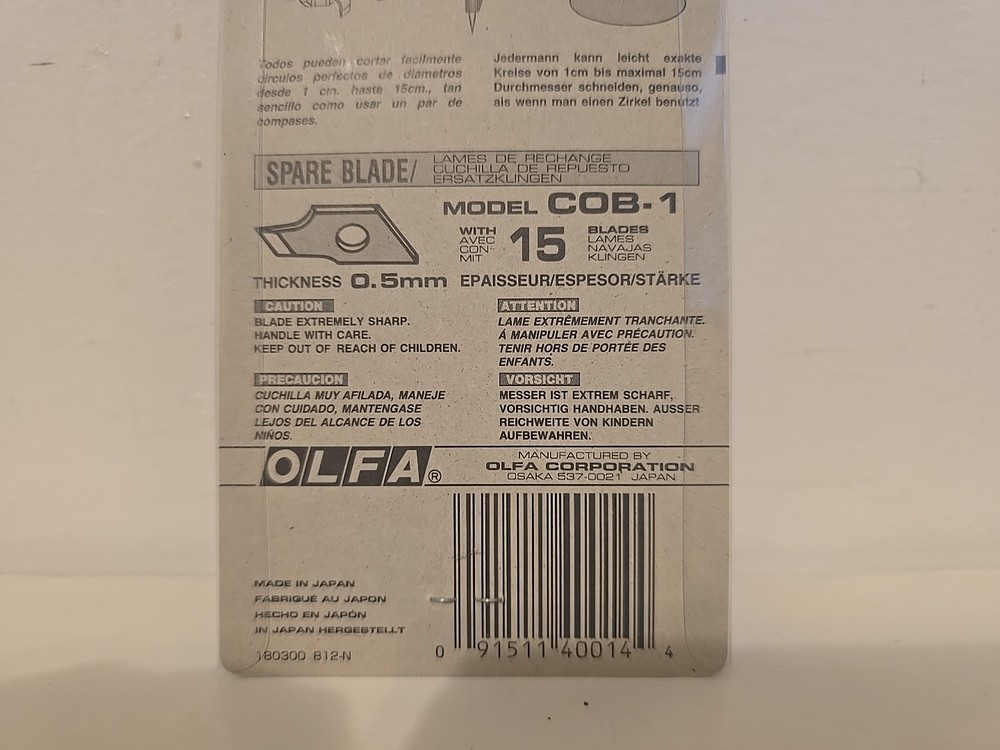 Todos pueden cortar facilmente
círculos perfectos de diámetros
desde 1 cm. hasta 15cm., tan
sencillo como usar un par de
compases.
Jedermann kann leicht exakte
Kreise von 1cm bis maximal 15cm
Durchmesser schneiden, genauso,
als wenn man einen Zirkel benutzt
SPARE BLADE/
LAMES DE RECHANGE
CUCHILLA DE REPUESTO
ERSATZKLINGEN
MODEL COB-1
WITH
AVEC
CON-
MIT
15
BLADES
LAMES
NAVAJAS
KLINGEN
THICKNESS 0.5mm EPAISSEUR/ESPESOR/STÄRKE
CAUTION
BLADE EXTREMELY SHARP.
HANDLE WITH CARE.
KEEP OUT OF REACH OF CHILDREN.
ATTENTION
LAME EXTRÊMEMENT TRANCHANTE.
Á MANIPULER AVEC PRÉCAUTION.
TENIR HORS DE PORTÉE DES
ENFANTS.
PRECAUCION
CUCHILLA MUY AFILADA, MANEJE
CON CUIDADO, MANTENGASE
LEJOS DEL ALCANCE DE LOS
NIÑOS.
VORSICHT
MESSER IST EXTREM SCHARF,
VORSICHTIG HANDHABEN. AUSSER
REICHWEITE VON KINDERN
AUFBEWAHREN.
OLFA®
MANUFACTURED BY
OLFA CORPORATION
OSAKA 537-0021 JAPAN
MADE IN JAPAN
FABRIQUÉ AU JAPON
HECHO EN JAPÓN
IN JAPAN HERGESTELLT
180300 812-N
0 91511 40014 4